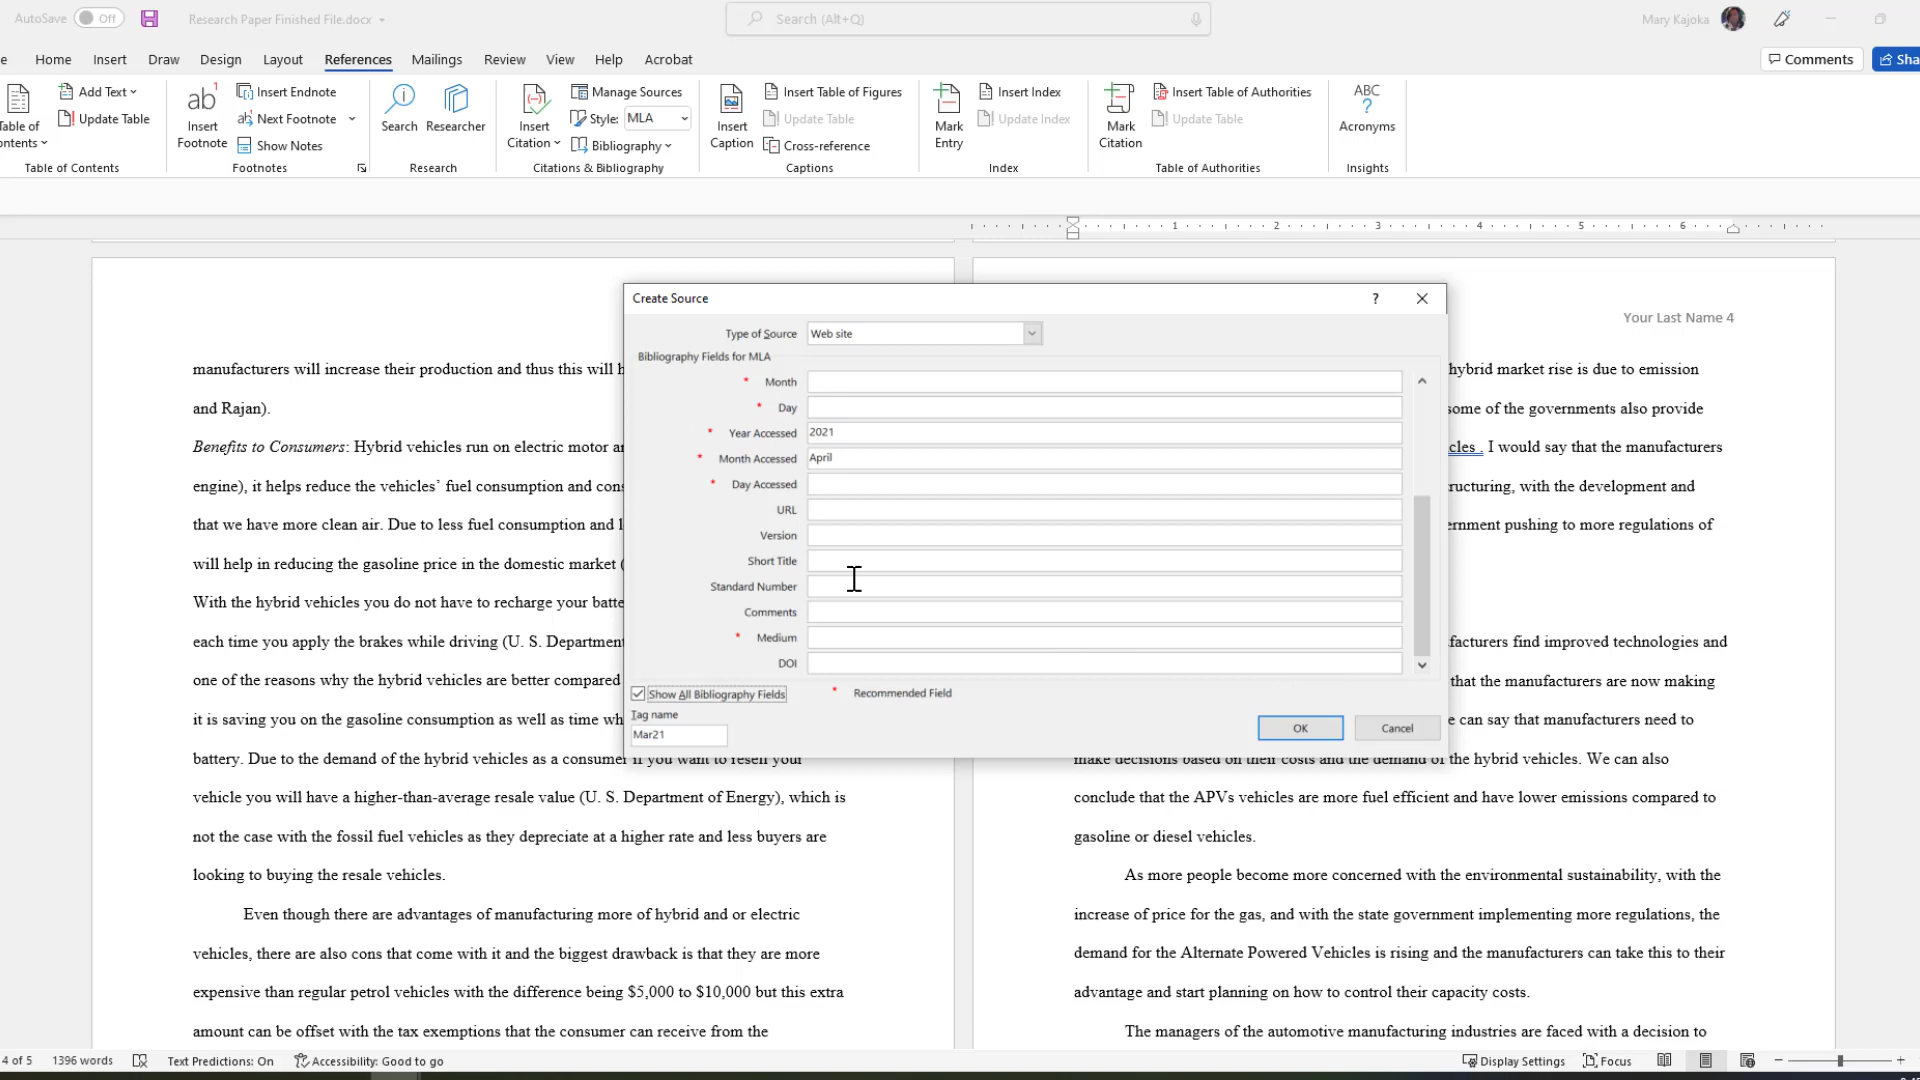 AutoSave Off Research Paper Finished File.docx Search (Alt+Q) Mary Kajoka
Home Insert Draw Design Layout References Mailings Review View Help Acrobat Comments
Add Text
Update Table
Table of Contents
Insert Footnote
Insert Endnote
Next Footnote
Show Notes
Footnotes
Search Researcher
Research
Insert Citation
Manage Sources
Style: MLA
Bibliography
Citations & Bibliography
Insert Caption
Insert Table of Figures
Update Table
Cross-reference
Captions
Mark Entry
Insert Index
Update Index
Index
Mark Citation
Insert Table of Authorities
Update Table
Table of Authorities
ABC
?
Acronyms
Insights
1 2 3 4 5 6
manufacturers will increase their production and thus this will
and Rajan).
Benefits to Consumers: Hybrid vehicles run on electric motor
engine), it helps reduce the vehicles’ fuel consumption and
that we have more clean air. Due to less fuel consumption and
will help in reducing the gasoline price in the domestic market (
With the hybrid vehicles you do not have to recharge your
each time you apply the brakes while driving (U. S. Department
one of the reasons why the hybrid vehicles are better compared
it is saving you on the gasoline consumption as well as time
battery. Due to the demand of the hybrid vehicles as a consumer if you want to resell your
vehicle you will have a higher-than-average resale value (U. S. Department of Energy), which is
not the case with the fossil fuel vehicles as they depreciate at a higher rate and less buyers are
looking to buying the resale vehicles.
Even though there are advantages of manufacturing more of hybrid and or electric
vehicles, there are also cons that come with it and the biggest drawback is that they are more
expensive than regular petrol vehicles with the difference being $5,000 to $10,000 but this extra
amount can be offset with the tax exemptions that the consumer can receive from the
Create Source ?
Type of Source Web site
Bibliography Fields for MLA
* Month
* Day
* Year Accessed 2021
* Month Accessed April
* Day Accessed
URL
Version
Short Title
Standard Number
Comments
* Medium
DOI
Show All Bibliography Fields * Recommended Field
Tag name
Mar21
OK Cancel
Your Last Name 4
hybrid market rise is due to emission
some of the governments also provide
. I would say that the manufacturers
with the development and
pushing to more regulations of
find improved technologies and
that the manufacturers are now making
can say that manufacturers need to
make decisions based on their costs and the demand of the hybrid vehicles. We can also
conclude that the APVs vehicles are more fuel efficient and have lower emissions compared to
gasoline or diesel vehicles.
As more people become more concerned with the environmental sustainability, with the
increase of price for the gas, and with the state government implementing more regulations, the
demand for the Alternate Powered Vehicles is rising and the manufacturers can take this to their
advantage and start planning on how to control their capacity costs.
The managers of the automotive manufacturing industries are faced with a decision to
4 of 5 1396 words Text Predictions: On Accessibility: Good to go Display Settings Focus